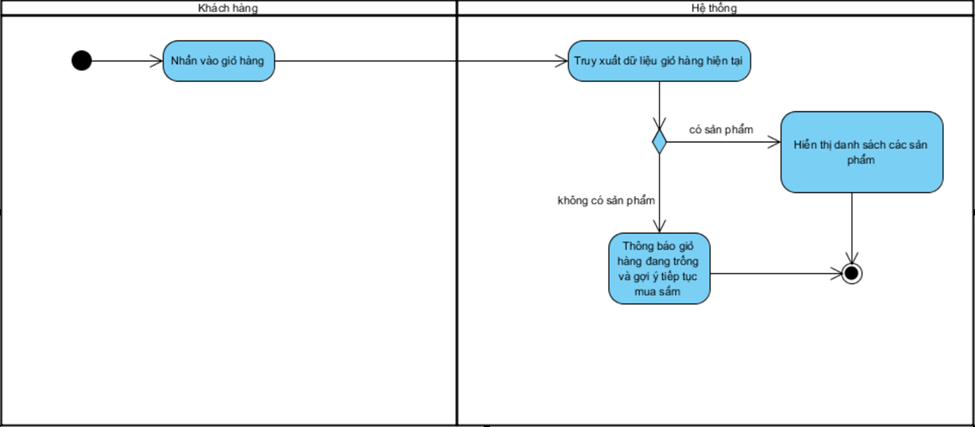 Khách hàng
Hệ thống
Nhấn vào giỏ hàng
Truy xuất dữ liệu giỏ hàng hiện tại
có sản phẩm
Hiển thị danh sách các sản
phẩm
không có sản phẩm
Thông báo giỏ
hàng đang trống
và gợi ý tiếp tục
mua sắm